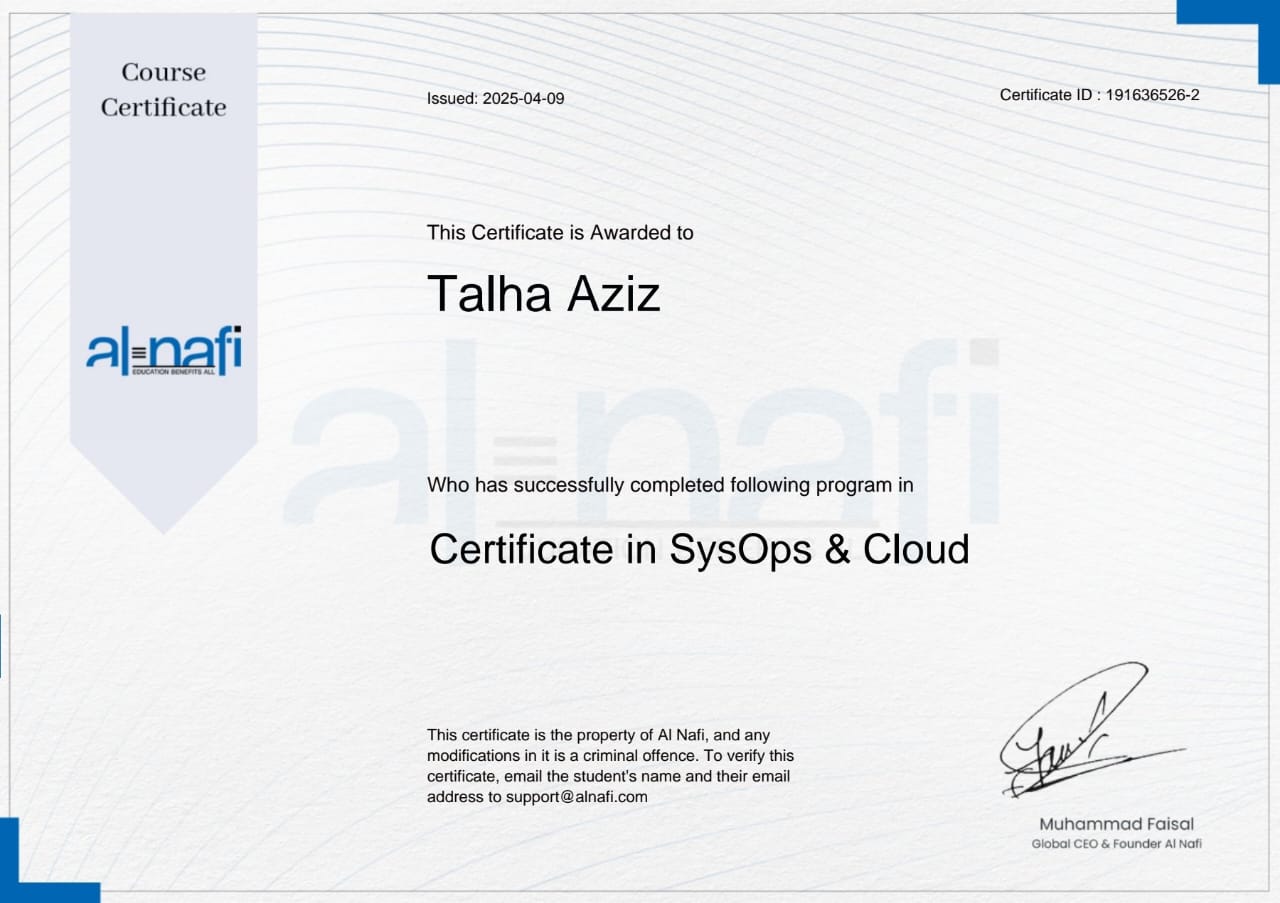 Course
Certificate
Issued: 2025-04-09
Certificate ID : 191636526-2
This Certificate is Awarded to
Talha Aziz
al-nafi
EDUCATION BENEFITS ALL
al-nafi
Who has successfully completed following program in
Certificate in SysOps & Cloud
This certificate is the property of Al Nafi, and any
modifications in it is a criminal offence. To verify this
certificate, email the student's name and their email
address to support@alnafi.com
Muhammad Faisal
Global CEO & Founder Al Nafi